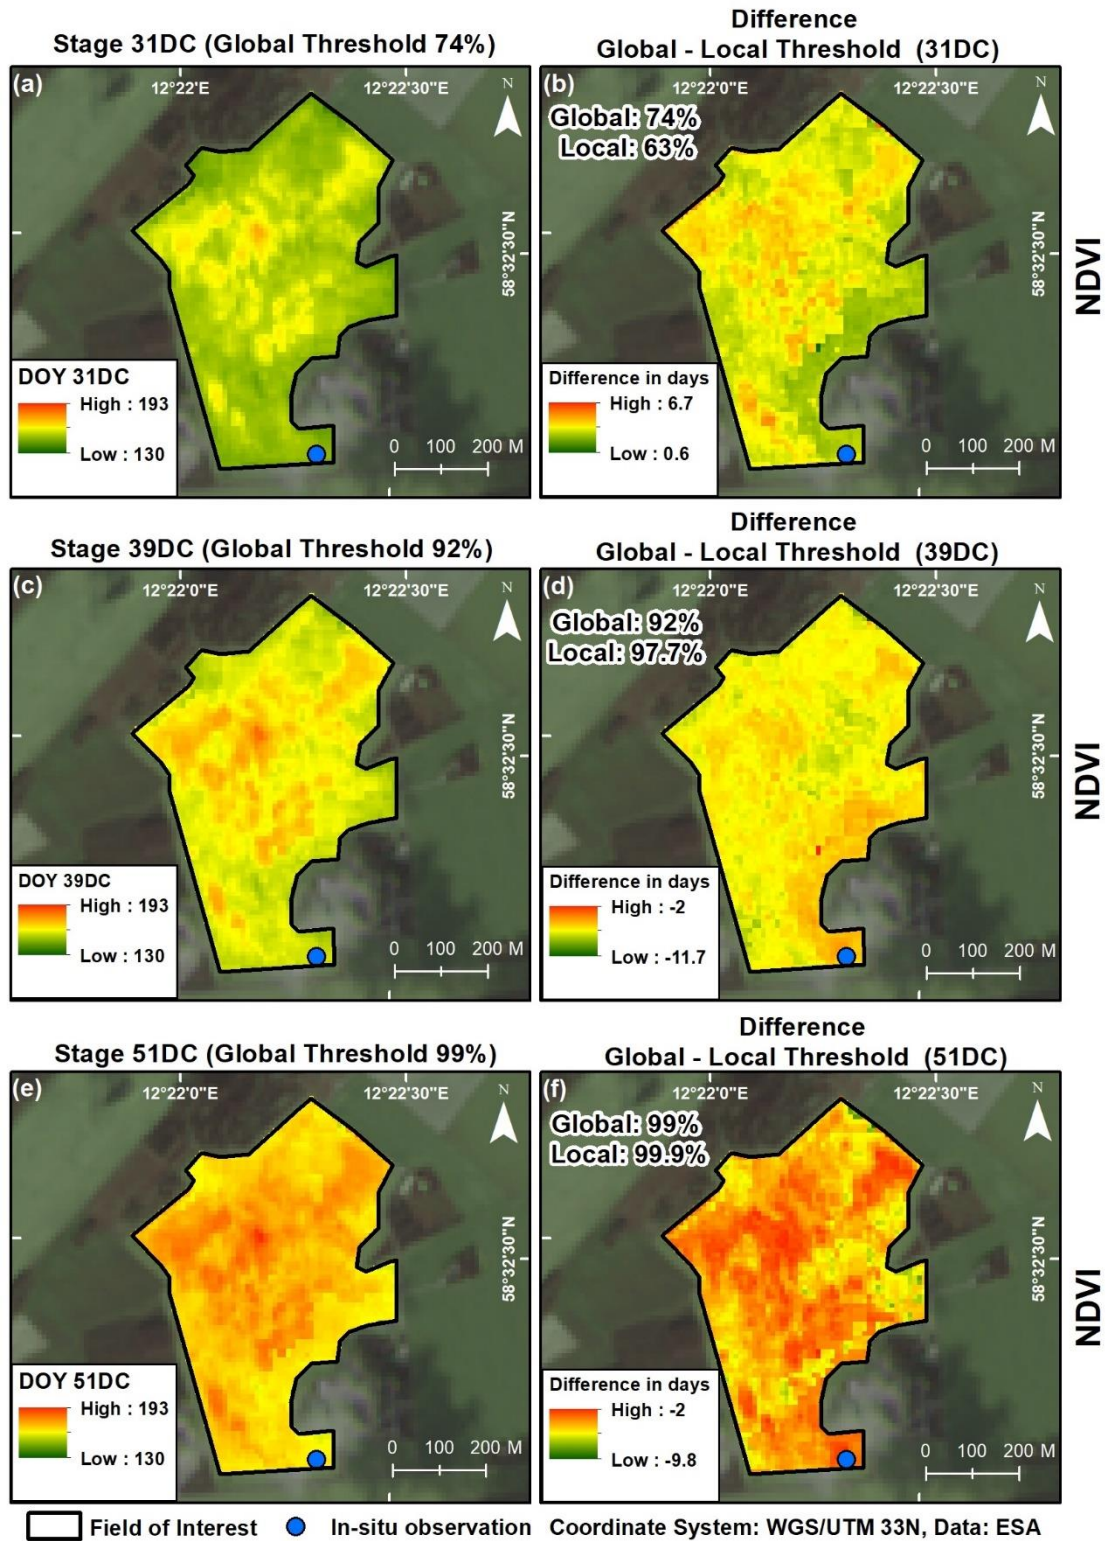 Stage 31DC (Global Threshold 74%)
Difference
Global - Local Threshold (31DC)
(a)
12°22'0"E
12°22'30"E
N
58°32'30"N
DOY 31DC
High : 193
Low : 130
0 100 200 M
(b)
12°22'0"E
12°22'30"E
N
Global: 74%
Local: 63%
58°32'30"N
Difference in days
High : 6.7
Low : 0.6
0 100 200 M
NDVI
Stage 39DC (Global Threshold 92%)
Difference
Global - Local Threshold (39DC)
(c)
12°22'0"E
12°22'30"E
N
58°32'30"N
DOY 39DC
High : 193
Low : 130
0 100 200 M
(d)
12°22'0"E
12°22'30"E
N
Global: 92%
Local: 97.7%
58°32'30"N
Difference in days
High : -2
Low : -11.7
0 100 200 M
NDVI
Stage 51DC (Global Threshold 99%)
Difference
Global - Local Threshold (51DC)
(e)
12°22'0"E
12°22'30"E
N
58°32'30"N
DOY 51DC
High : 193
Low : 130
0 100 200 M
(f)
12°22'0"E
12°22'30"E
N
Global: 99%
Local: 99.9%
58°32'30"N
Difference in days
High : -2
Low : -9.8
0 100 200 M
NDVI
Field of Interest In-situ observation Coordinate System: WGS/UTM 33N, Data: ESA